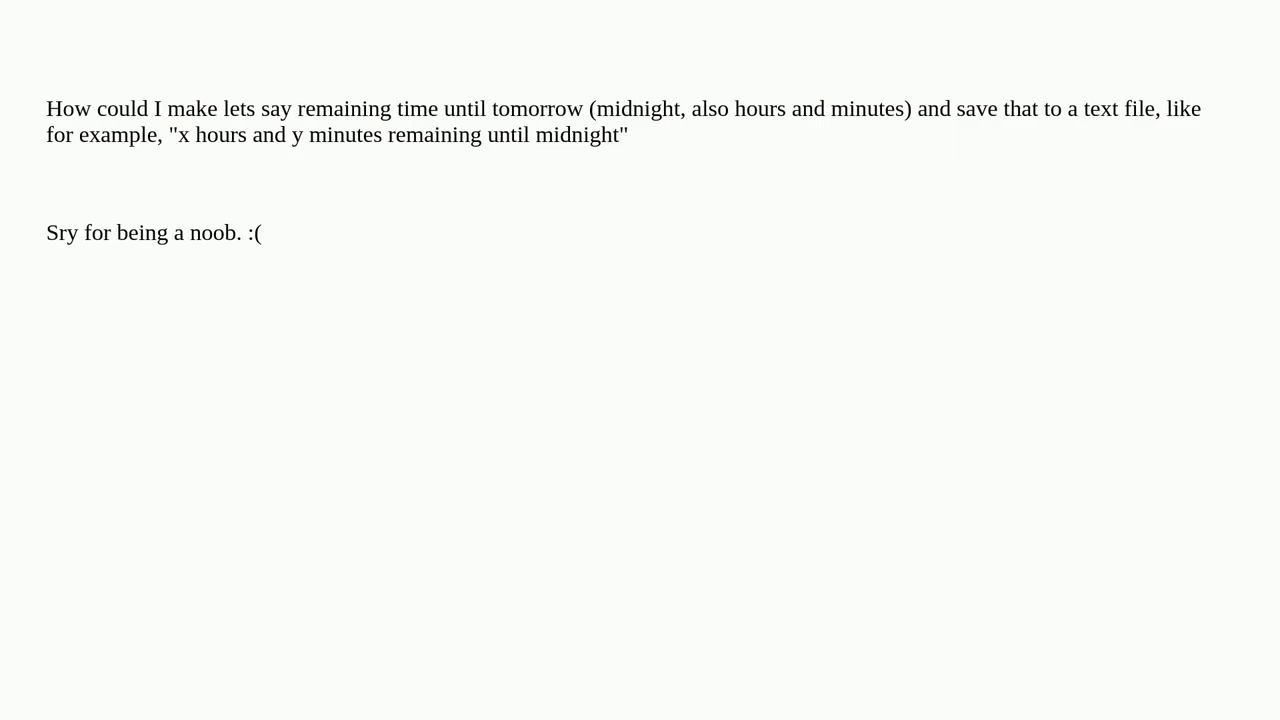 How could I make lets say remaining time until tomorrow (midnight, also hours and minutes) and save that to a text file, like
for example, "x hours and y minutes remaining until midnight"
Sry for being a noob. :(